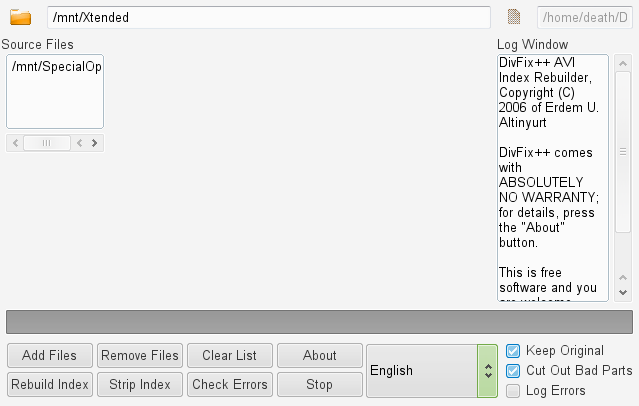 /mnt/Xtended
/home/death/D
Source Files
Log Window
/mnt/SpecialOp
DivFix++ AVI
Index Rebuilder,
Copyright (C)
2006 of Erdem U.
Altinyurt
DivFix++ comes
with
ABSOLUTELY
NO WARRANTY;
for details, press
the "About"
button.
This is free
software and you
are welcome
Add Files
Remove Files
Clear List
About
English
Keep Original
Cut Out Bad Parts
Rebuild Index
Strip Index
Check Errors
Stop
Log Errors